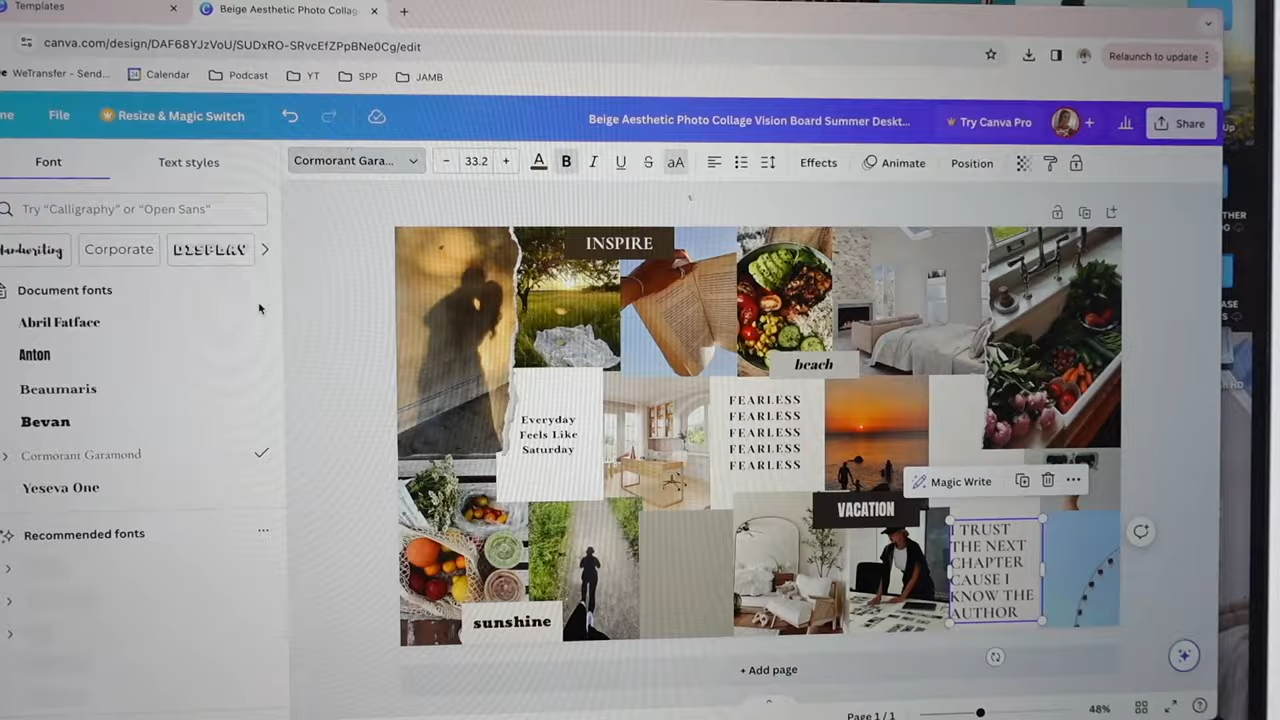 Templates
Beige Aesthetic Photo Collag
canva.com/design/DAF68YJzVoU/SUDxRO-SRvcEfZPpBNe0Cg/edit
Relaunch to update
WeTransfer - Send...
Calendar
Podcast
YT
SPP
JAMB
File
Resize & Magic Switch
Beige Aesthetic Photo Collage Vision Board Summer Deskt...
Try Canva Pro
Share
Font
Text styles
Cormorant Gara...
- 33.2 +
A B I U S aA
Effects
Animate
Position
Try "Calligraphy" or "Open Sans"
Handwriting
Corporate
DISPLAY
Document fonts
Abril Fatface
Anton
Beaumaris
Bevan
Cormorant Garamond
Yeseva One
Recommended fonts
INSPIRE
beach
Everyday
Feels Like
Saturday
FEARLESS
FEARLESS
FEARLESS
FEARLESS
FEARLESS
Magic Write
VACATION
I TRUST
THE NEXT
CHAPTER
CAUSE I
KNOW THE
AUTHOR
sunshine
+ Add page
Page 1 / 1
48%